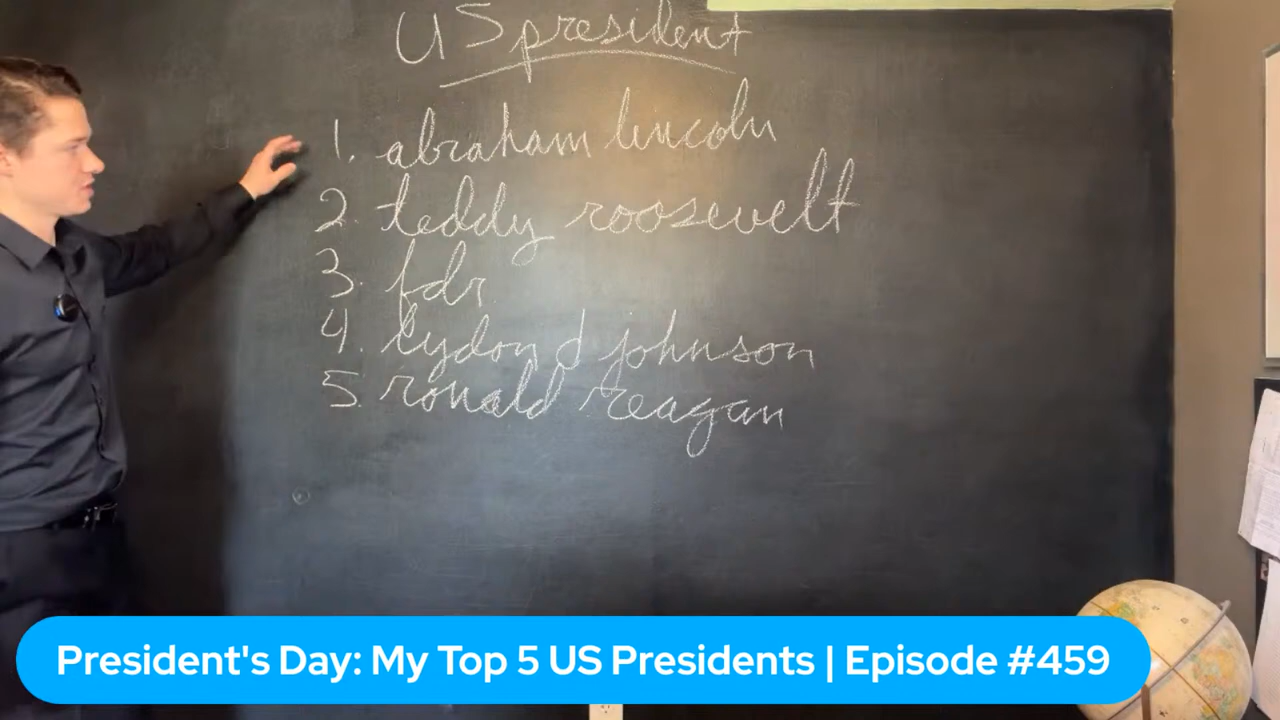 US president
1. abraham lincoln
2. teddy roosevelt
3. fdr
4. lydon d johnson
5. ronald reagan
President's Day: My Top 5 US Presidents | Episode #459